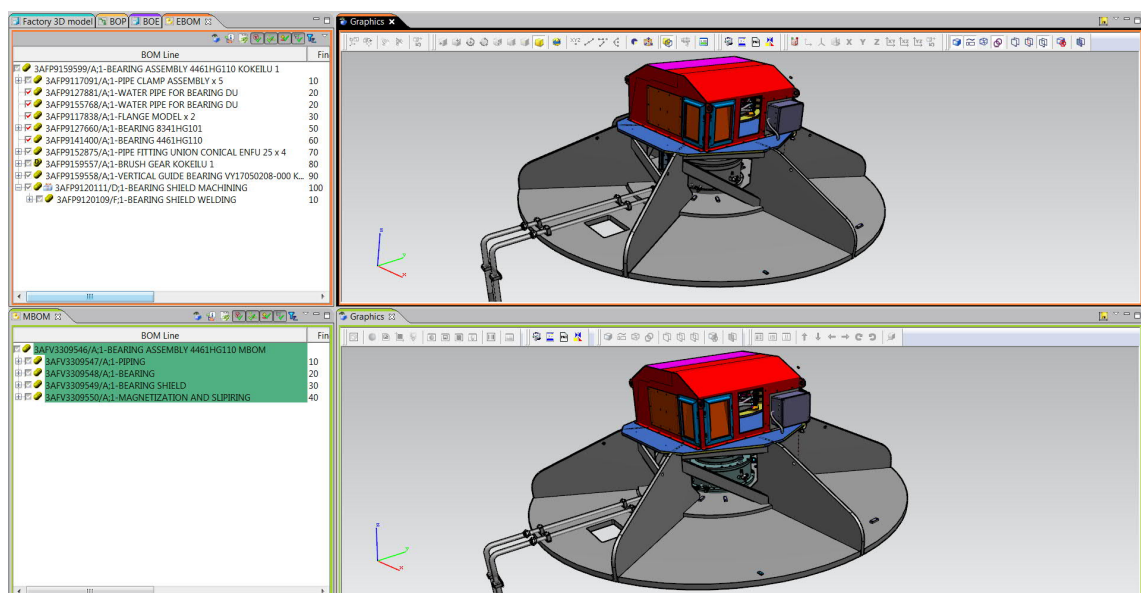 Factory 3D model BOP BOE EBOM
BOM Line Fin
3AFP9159599/A;1-BEARING ASSEMBLY 4461HG110 KOKEILU 1
3AFP9117091/A;1-PIPE CLAMP ASSEMBLY x 5 10
3AFP9127881/A;1-WATER PIPE FOR BEARING DU 20
3AFP9155768/A;1-WATER PIPE FOR BEARING DU 20
3AFP9117838/A;1-FLANGE MODEL x 2 30
3AFP9127660/A;1-BEARING 8341HG101 50
3AFP9141400/A;1-BEARING 4461HG110 60
3AFP9152875/A;1-PIPE FITTING UNION CONICAL ENFU 25 x 4 70
3AFP9159557/A;1-BRUSH GEAR KOKEILU 1 80
3AFP9159558/A;1-VERTICAL GUIDE BEARING VY17050208-000 K... 90
3AFP9120111/D;1-BEARING SHIELD MACHINING 100
3AFP9120109/F;1-BEARING SHIELD WELDING 10
Graphics
X Y Z
MBOM
BOM Line Fin
3AFV3309546/A;1-BEARING ASSEMBLY 4461HG110 MBOM
3AFV3309547/A;1-PIPING 10
3AFV3309548/A;1-BEARING 20
3AFV3309549/A;1-BEARING SHIELD 30
3AFV3309550/A;1-MAGNETIZATION AND SLIPIRING 40
Graphics